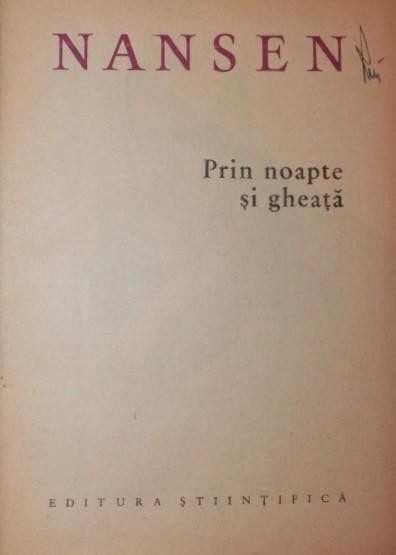 NANSEN
Prin noapte
și gheață
EDITURA ȘTIINȚIFICĂ